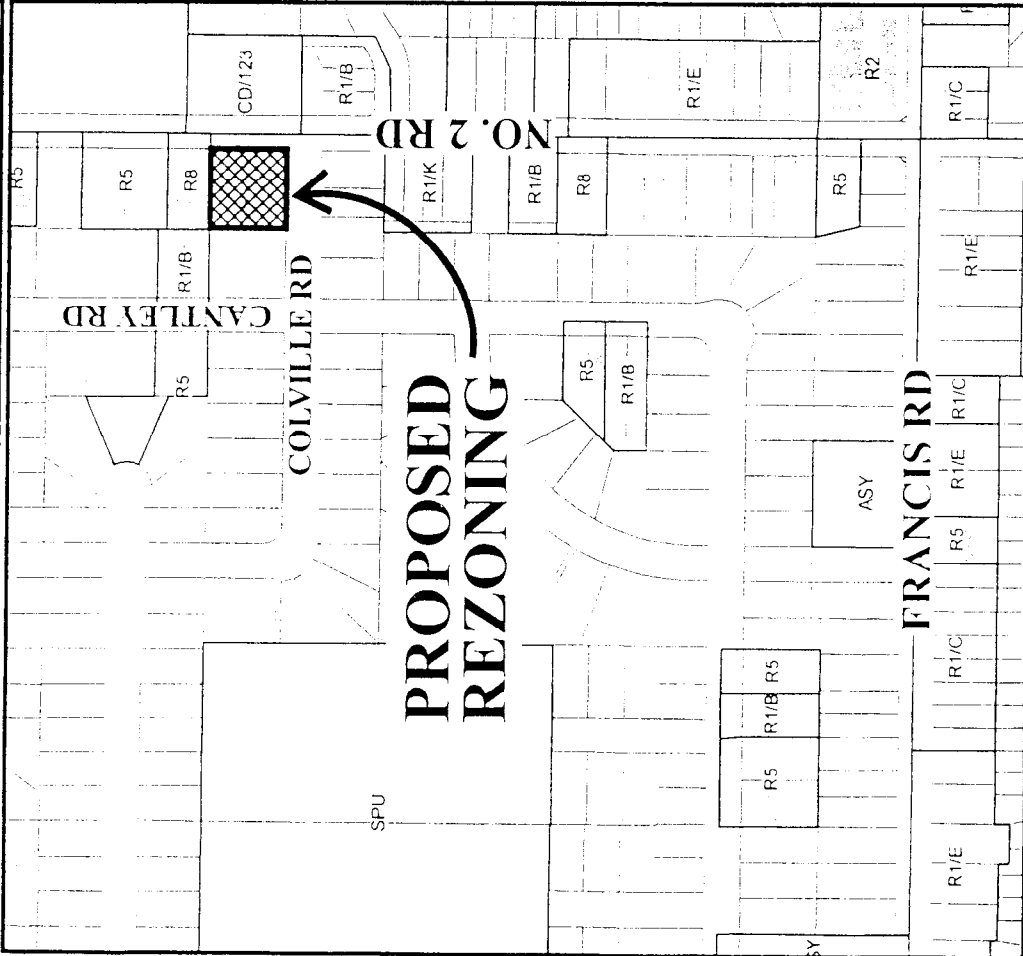 R5
CD/123
R1/B
R1/E
R2
R1/C
R5
R8
NO. 2 RD
R1/K
R1/B
R8
R5
R1/E
R1/B
CANTLEY RD
R5
COLVILLE RD
PROPOSED
REZONING
R5
R1/B
ASY
FRANCIS RD
R1/C
R1/E
R5
R1/C
SPU
R5
R1/B
R5
R1/E